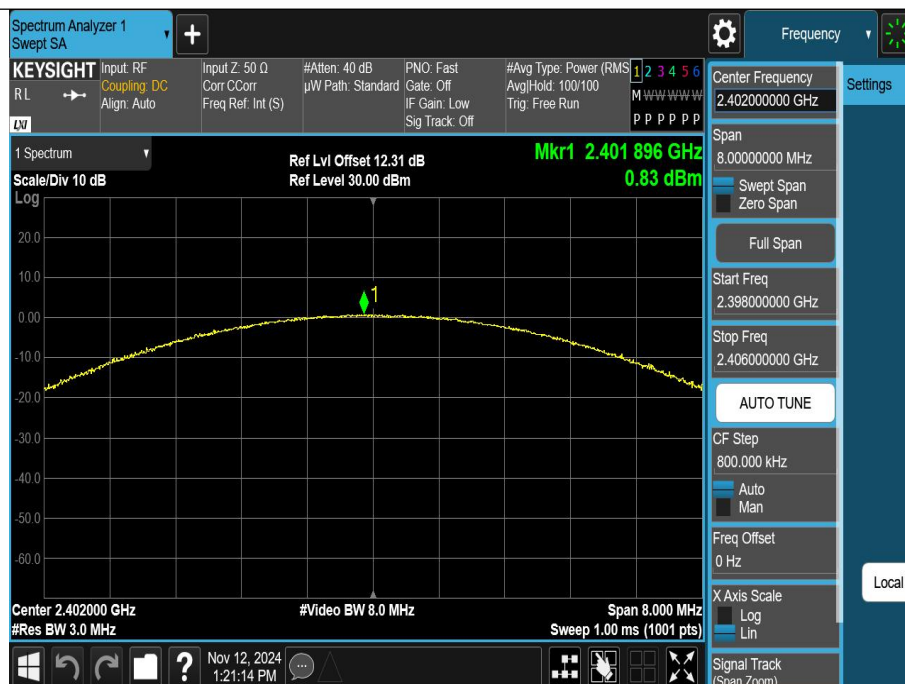 Spectrum Analyzer 1
Swept SA
Frequency
KEYSIGHT
R L
LXI
Input: RF
Coupling: DC
Align: Auto
Input Z: 50 Ω
Corr CCorr
Freq Ref: Int (S)
#Atten: 40 dB
µW Path: Standard
PNO: Fast
Gate: Off
IF Gain: Low
Sig Track: Off
#Avg Type: Power (RMS
Avg|Hold: 100/100
Trig: Free Run
1 2 3 4 5 6
M W W W W W
P P P P P P
1 Spectrum
Scale/Div 10 dB
Log
Ref Lvl Offset 12.31 dB
Ref Level 30.00 dBm
Mkr1 2.401 896 GHz
0.83 dBm
20.0
10.0
0.00
-10.0
-20.0
-30.0
-40.0
-50.0
-60.0
1
Center 2.402000 GHz
#Res BW 3.0 MHz
#Video BW 8.0 MHz
Span 8.000 MHz
Sweep 1.00 ms (1001 pts)
Nov 12, 2024
1:21:14 PM
Center Frequency
2.402000000 GHz
Settings
Span
8.00000000 MHz
Swept Span
Zero Span
Full Span
Start Freq
2.398000000 GHz
Stop Freq
2.406000000 GHz
AUTO TUNE
CF Step
800.000 kHz
Auto
Man
Freq Offset
0 Hz
X Axis Scale
Log
Lin
Local
Signal Track
(Span Zoom)